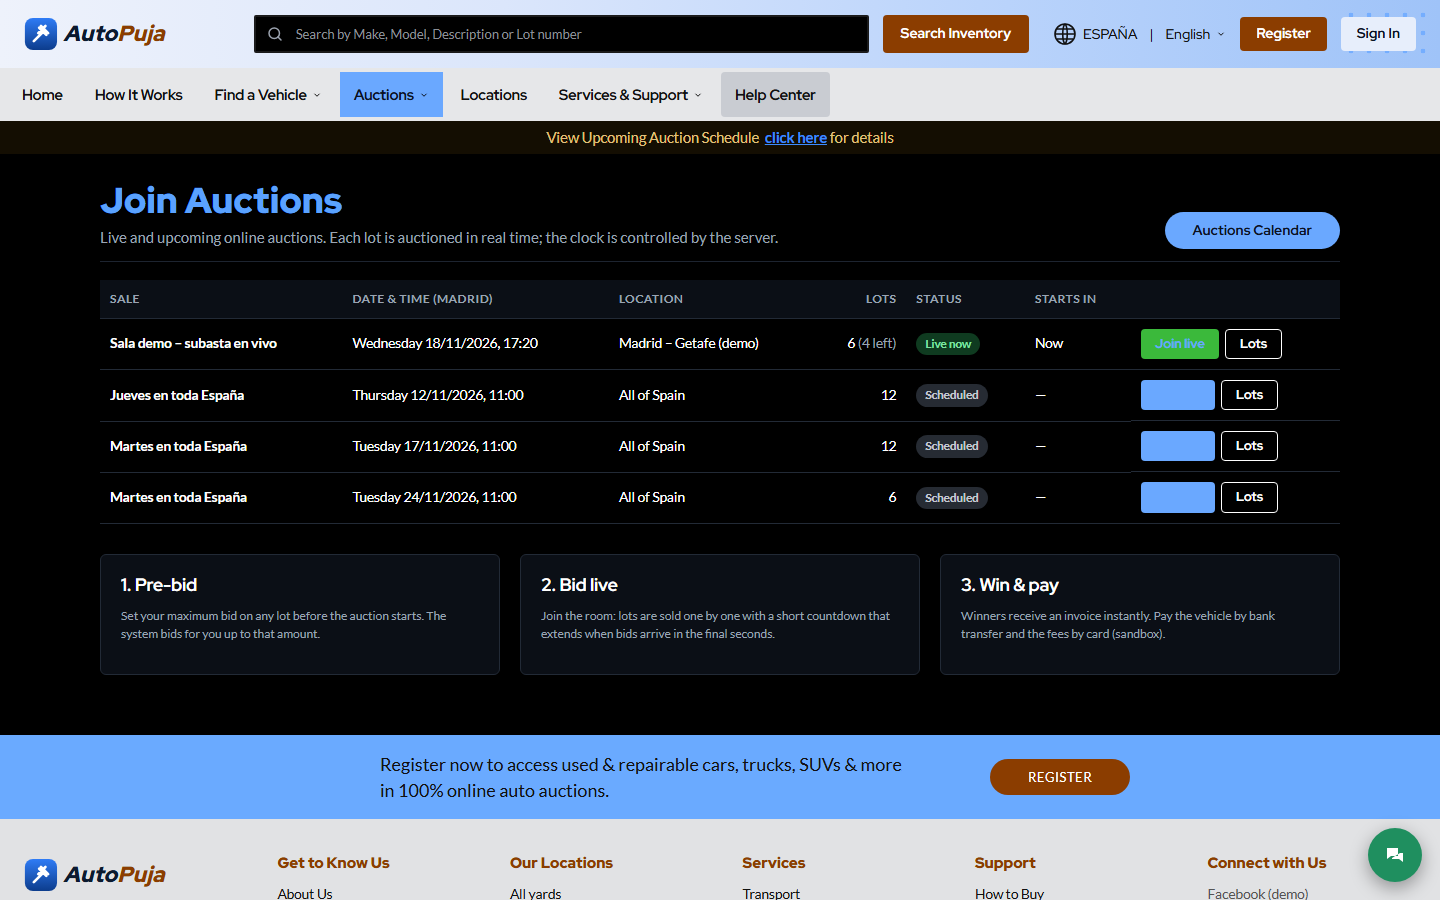 AutoPuja
Search by Make, Model, Description or Lot number
Search Inventory
ESPAÑA | English
Register
Sign In
Home
How It Works
Find a Vehicle
Auctions
Locations
Services & Support
Help Center
View Upcoming Auction Schedule click here for details
Join Auctions
Live and upcoming online auctions. Each lot is auctioned in real time; the clock is controlled by the server.
Auctions Calendar
SALE DATE & TIME (MADRID) LOCATION LOTS STATUS STARTS IN
Sala demo – subasta en vivo Wednesday 18/11/2026, 17:20 Madrid – Getafe (demo) 6 (4 left) Live now Now Join live Lots
Jueves en toda España Thursday 12/11/2026, 11:00 All of Spain 12 Scheduled — Lots
Martes en toda España Tuesday 17/11/2026, 11:00 All of Spain 12 Scheduled — Lots
Martes en toda España Tuesday 24/11/2026, 11:00 All of Spain 6 Scheduled — Lots
1. Pre-bid
Set your maximum bid on any lot before the auction starts. The
system bids for you up to that amount.
2. Bid live
Join the room: lots are sold one by one with a short countdown that
extends when bids arrive in the final seconds.
3. Win & pay
Winners receive an invoice instantly. Pay the vehicle by bank
transfer and the fees by card (sandbox).
Register now to access used & repairable cars, trucks, SUVs & more
in 100% online auto auctions.
REGISTER
AutoPuja
Get to Know Us
About Us
Our Locations
All yards
Services
Transport
Support
How to Buy
Connect with Us
Facebook (demo)